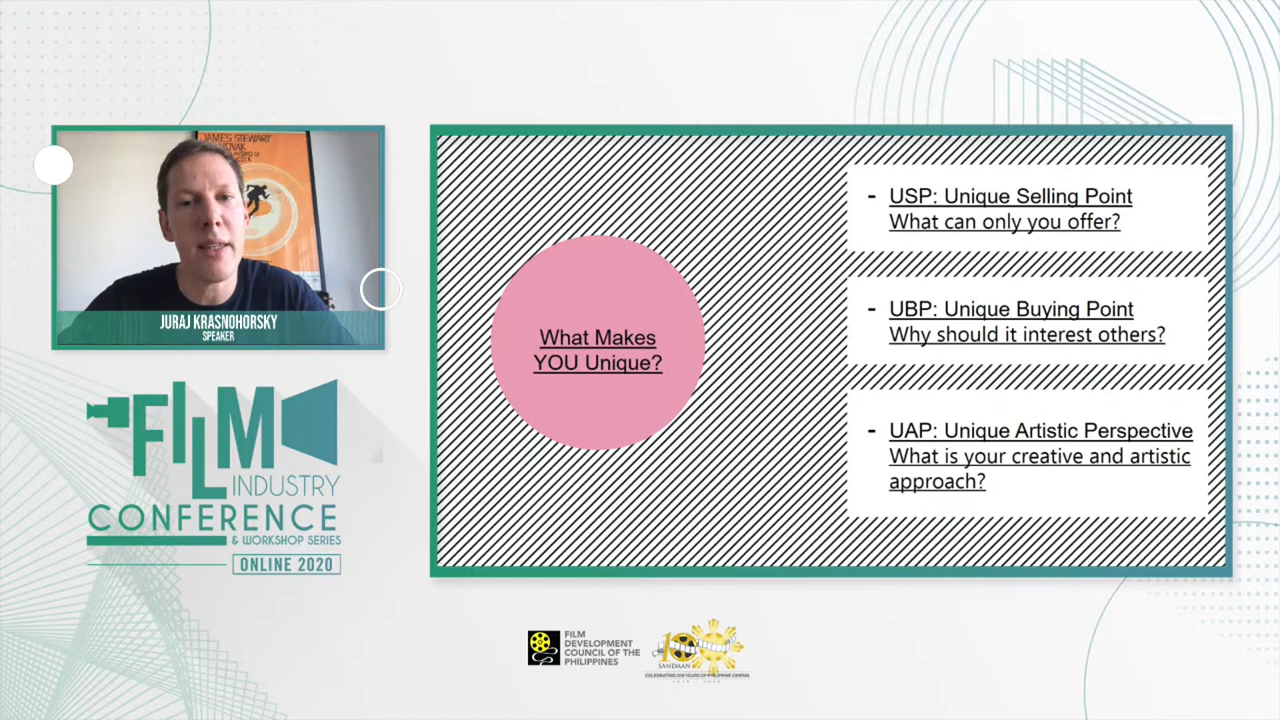 JAMES STEWART
NOVAK
JURAJ KRASNOHORSKY
SPEAKER
FILM
INDUSTRY
CONFERENCE
& WORKSHOP SERIES
ONLINE 2020
What Makes
YOU Unique?
- USP: Unique Selling Point
What can only you offer?
- UBP: Unique Buying Point
Why should it interest others?
- UAP: Unique Artistic Perspective
What is your creative and artistic
approach?
FILM
DEVELOPMENT
COUNCIL OF THE
PHILIPPINES
SANDAAN